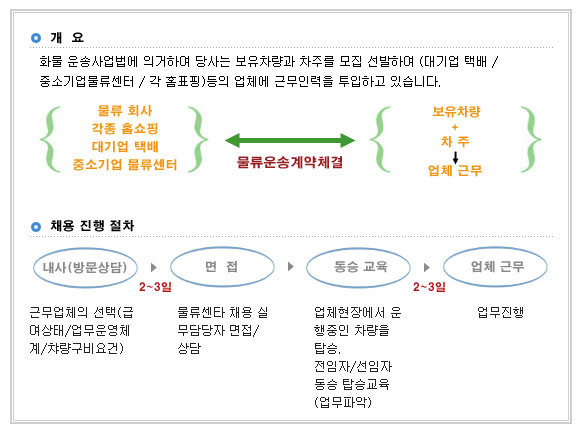 개 요
화물 운송사업법에 의거하여 당사는 보유차량과 차주를 모집 선발하여 (대기업 택배 /
중소기업물류센터 / 각 홈표핑)등의 업체에 근무인력을 투입하고 있습니다.
물류 회사
각종 홈쇼핑
대기업 택배
중소기업 물류센터
물류운송계약체결
보유차량
+
차 주
업체 근무
채용 진행 절차
내사(방문상담)
2~3일
면 접
동승 교육
2~3일
업체 근무
근무업체의 선택(급
여상태/업무운영체
계/챠량구비요건)
물류센타 채용 실
무담당자 면접/
상담
업체현장에서 운
행중인 차량을
탑승.
전임자/선임자
동승 탑승교육
(업무파악)
업무진행